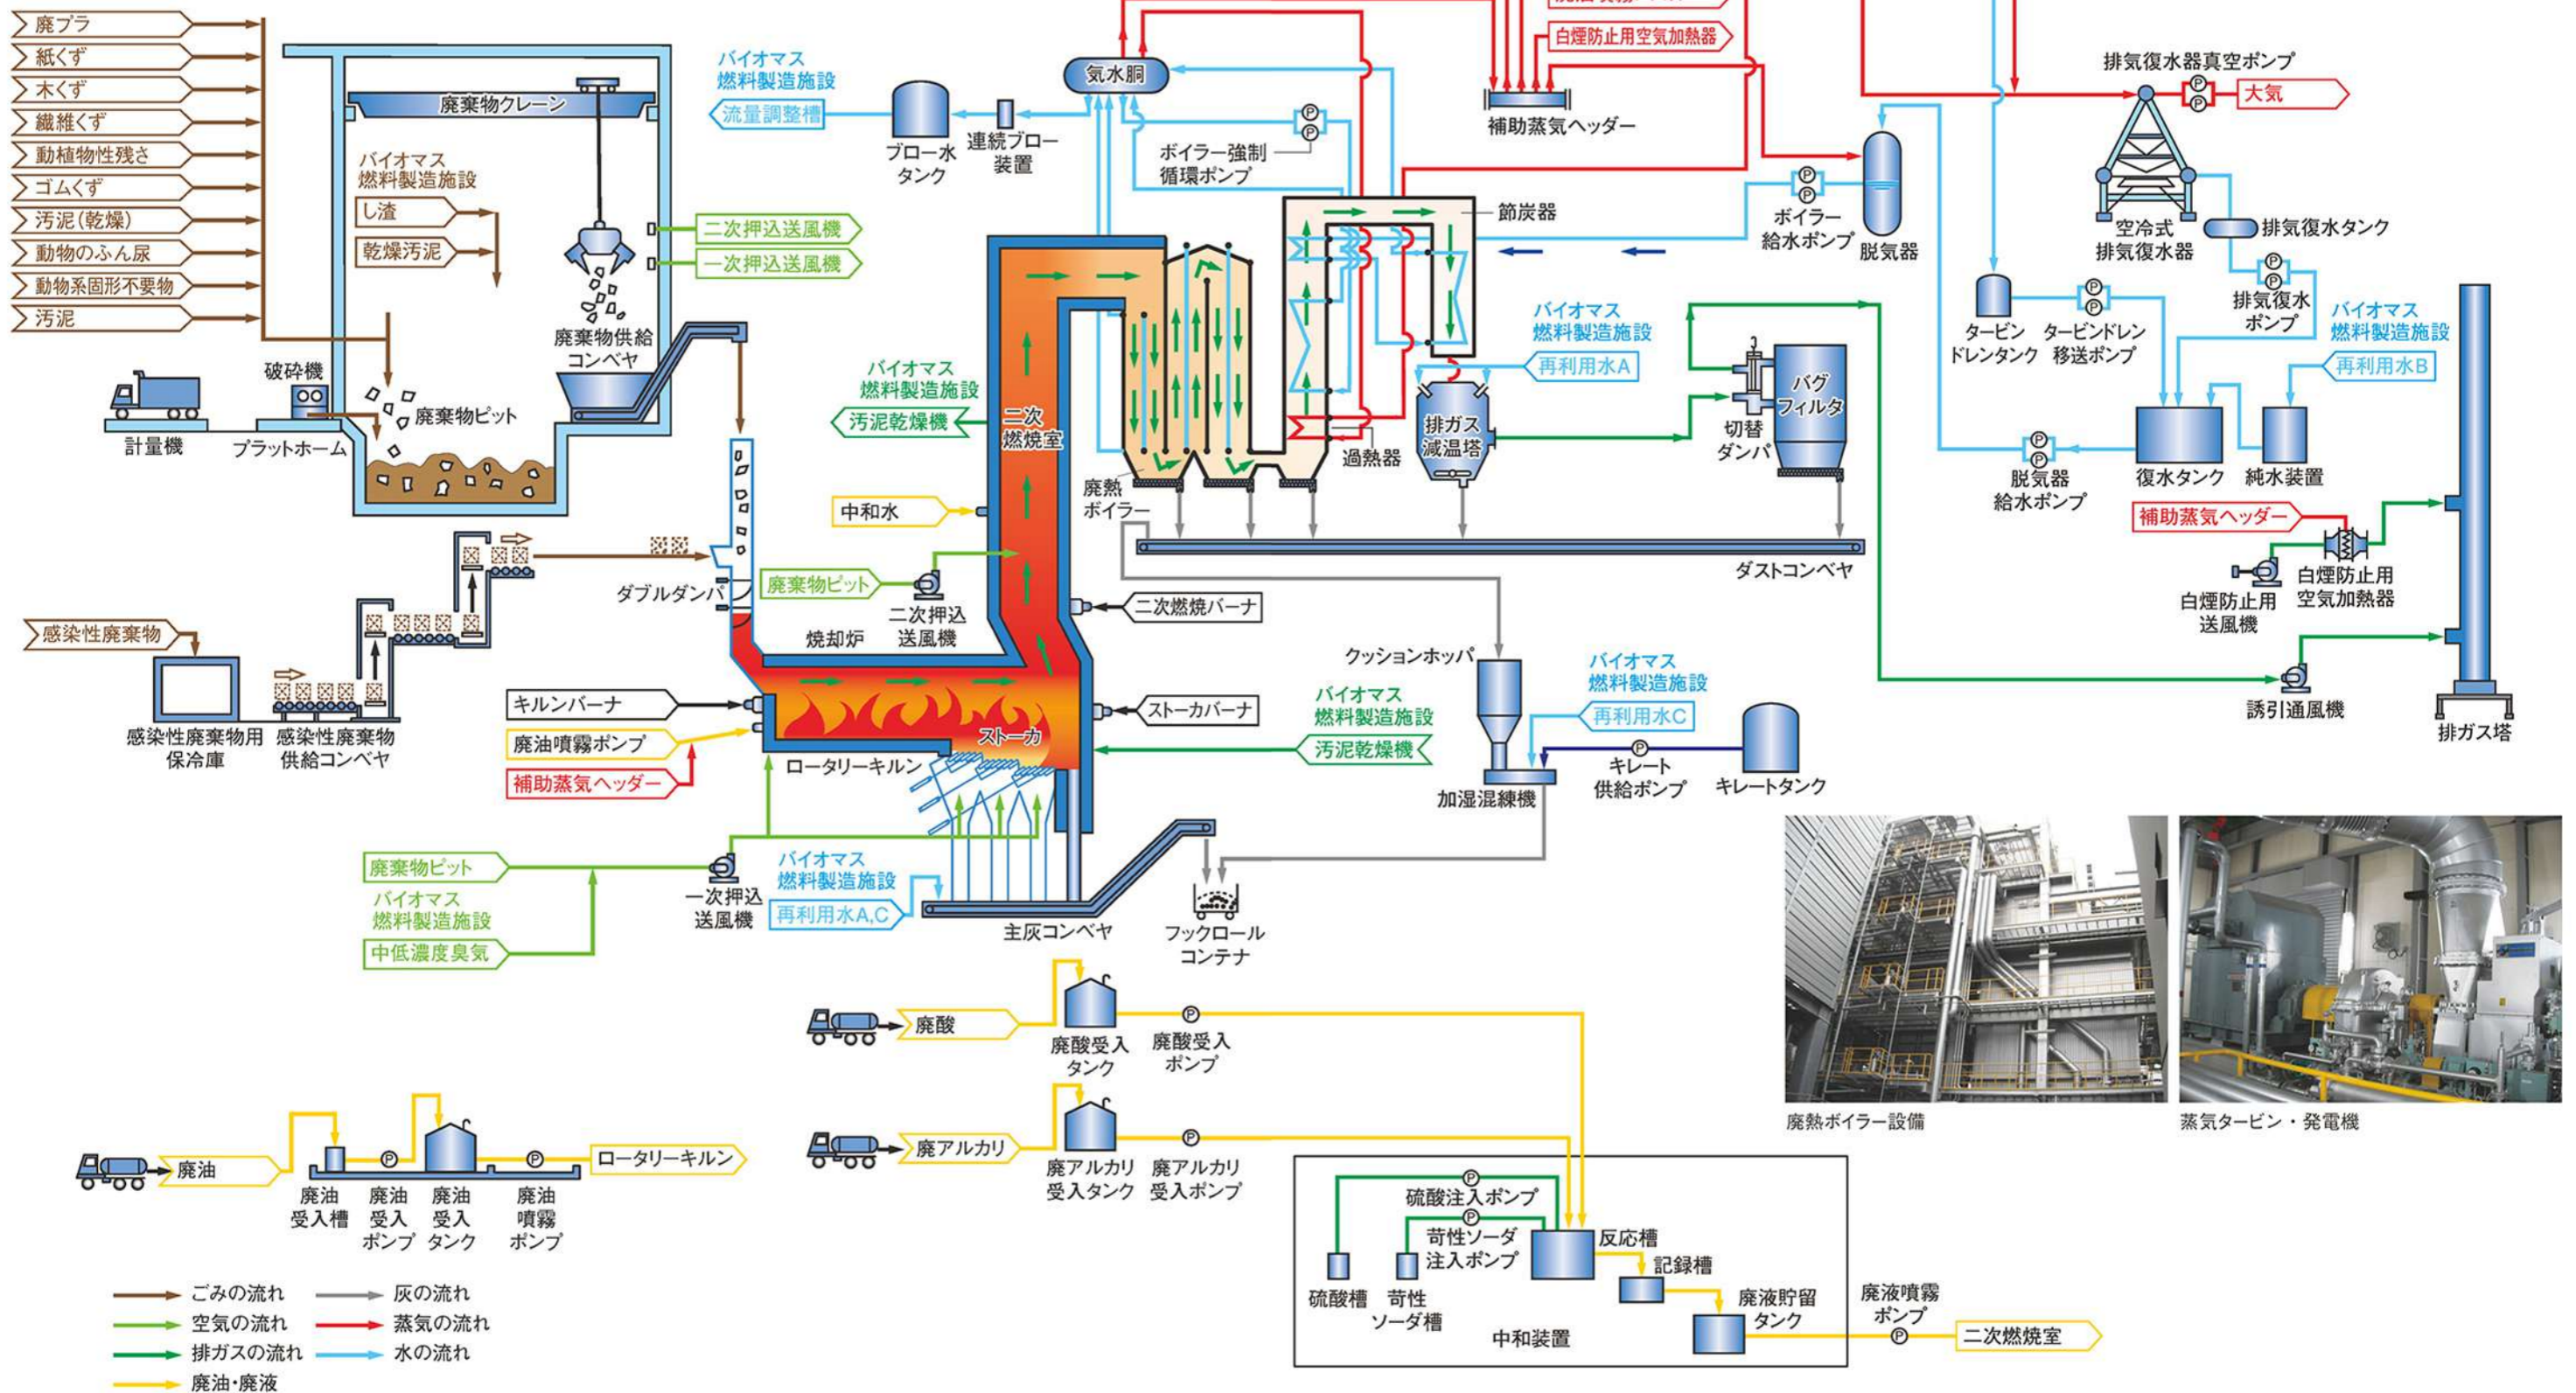 廃プラ
紙くず
木くず
繊維くず
動植物性残さ
ゴムくず
汚泥(乾燥)
動物のふん尿
動物系固形不要物
汚泥
廃棄物クレーン
バイオマス
燃料製造施設
し渣
乾燥汚泥
二次押込送風機
一次押込送風機
廃棄物供給
コンベヤ
破砕機
廃棄物ピット
計量機
プラットホーム
バイオマス
燃料製造施設
流量調整槽
ブロー水
タンク
連続ブロー
装置
気水胴
ボイラー強制
循環ポンプ
白煙防止用空気加熱器
補助蒸気ヘッダー
節炭器
ボイラー
給水ポンプ
脱気器
排気復水器真空ポンプ
大気
空冷式
排気復水器
排気復水タンク
排気復水
ポンプ
タービン
ドレンタンク
タービンドレン
移送ポンプ
バイオマス
燃料製造施設
再利用水B
脱気器
給水ポンプ
復水タンク
純水装置
バイオマス
燃料製造施設
再利用水A
排ガス
減温塔
切替
ダンパ
バグ
フィルタ
過熱器
廃熱
ボイラー
バイオマス
燃料製造施設
汚泥乾燥機
二次
燃焼室
中和水
廃棄物ピット
二次押込
送風機
ダブルダンパ
焼却炉
ダストコンベヤ
二次燃焼バーナ
補助蒸気ヘッダー
白煙防止用
送風機
白煙防止用
空気加熱器
誘引通風機
排ガス塔
感染性廃棄物
感染性廃棄物用
保冷庫
感染性廃棄物
供給コンベヤ
キルンバーナ
廃油噴霧ポンプ
補助蒸気ヘッダー
ロータリーキルン
ストーカ
ストーカバーナ
バイオマス
燃料製造施設
汚泥乾燥機
クッションホッパ
バイオマス
燃料製造施設
再利用水C
加湿混練機
キレート
供給ポンプ
キレートタンク
廃棄物ピット
バイオマス
燃料製造施設
中低濃度臭気
一次押込
送風機
バイオマス
燃料製造施設
再利用水A,C
主灰コンベヤ
フックロール
コンテナ
廃熱ボイラー設備
蒸気タービン・発電機
廃酸
廃酸受入
タンク
廃酸受入
ポンプ
廃アルカリ
廃アルカリ
受入タンク
廃アルカリ
受入ポンプ
廃油
廃油
受入槽
廃油
受入
ポンプ
廃油
受入
タンク
廃油
噴霧
ポンプ
ロータリーキルン
硫酸注入ポンプ
苛性ソーダ
注入ポンプ
反応槽
記録槽
硫酸槽
苛性
ソーダ槽
廃液貯留
タンク
中和装置
廃液噴霧
ポンプ
二次燃焼室
ごみの流れ
空気の流れ
排ガスの流れ
廃油・廃液
灰の流れ
蒸気の流れ
水の流れ